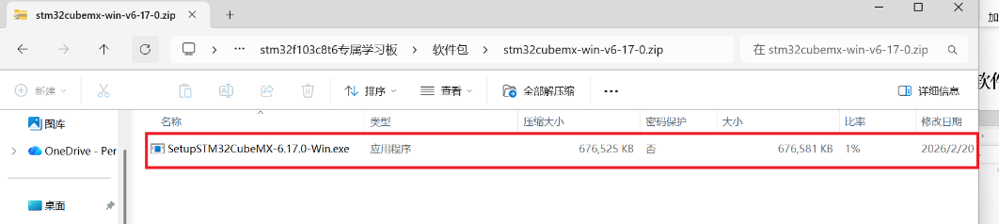 stm32cubemx-win-v6-17-0.zip
加
stm32f103c8t6专属学习板 软件包 stm32cubemx-win-v6-17-0.zip 在 stm32cubemx-win-v6-17-0.zip
软件
新建 排序 查看 全部解压缩 详细信息
名称 类型 压缩大小 密码保护 大小 比率 修改日期
图库
SetupSTM32CubeMX-6.17.0-Win.exe 应用程序 676,525 KB 否 676,581 KB 1% 2026/2/20
OneDrive - Per
桌面